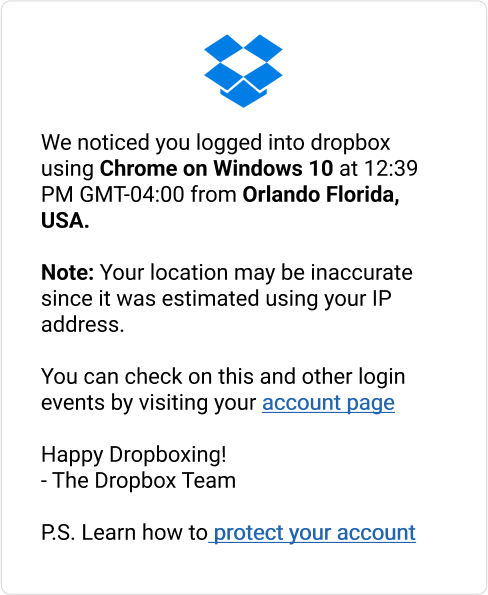 We noticed you logged into dropbox
using Chrome on Windows 10 at 12:39
PM GMT-04:00 from Orlando Florida,
USA.
Note: Your location may be inaccurate
since it was estimated using your IP
address.
You can check on this and other login
events by visiting your account page
Happy Dropboxing!
- The Dropbox Team
P.S. Learn how to protect your account